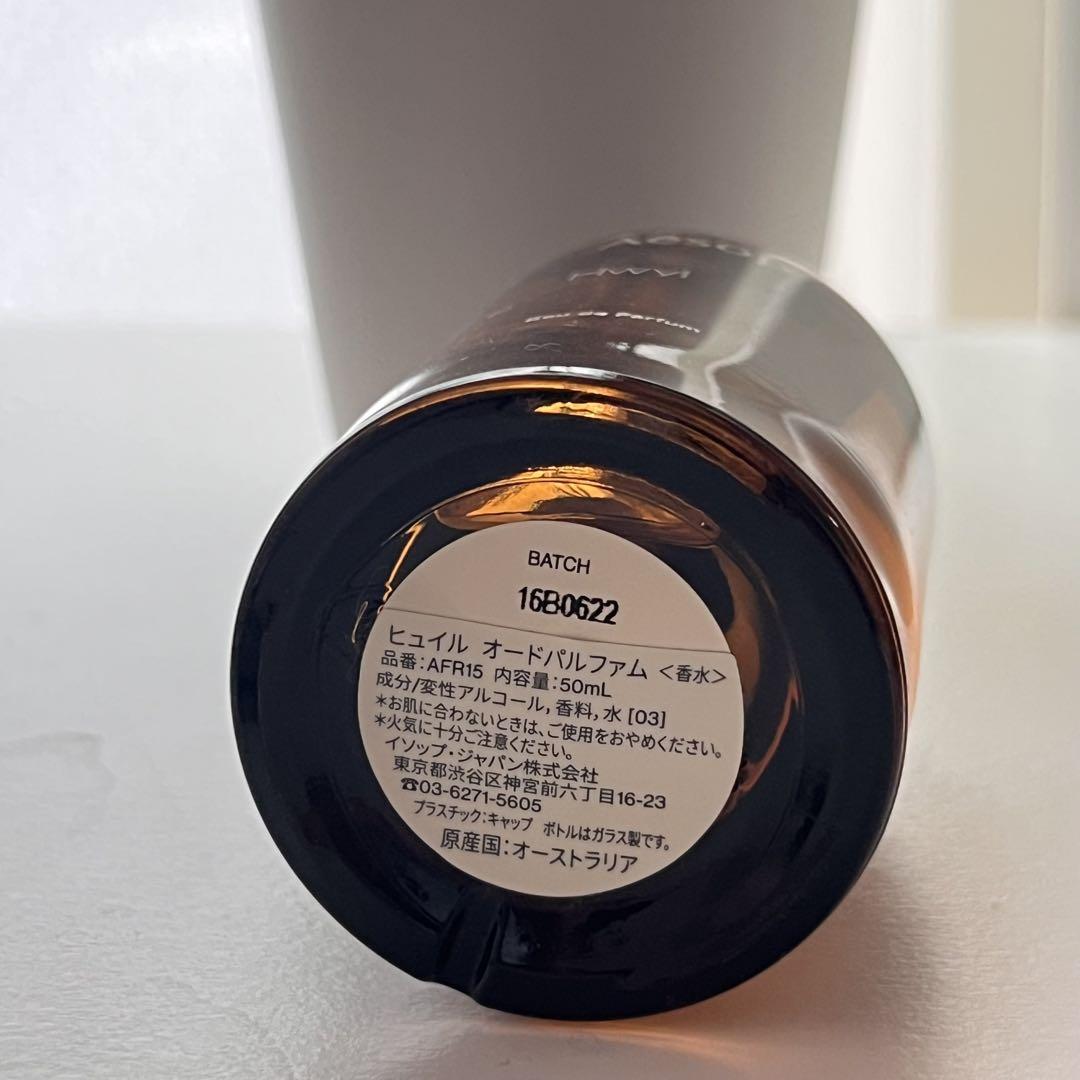 Hwyl
Eau de Parfum
BATCH
16B0622
ヒュイル オードパルファム <香水>
品番:AFR15 内容量:50mL
成分/変性アルコール, 香料, 水 [03]
*お肌に合わないときは、ご使用をおやめください。
*火気に十分ご注意ください。
イソップ・ジャパン株式会社
東京都渋谷区神宮前六丁目16-23
☎03-6271-5605
プラスチック:キャップ ボトルはガラス製です。
原産国:オーストラリア